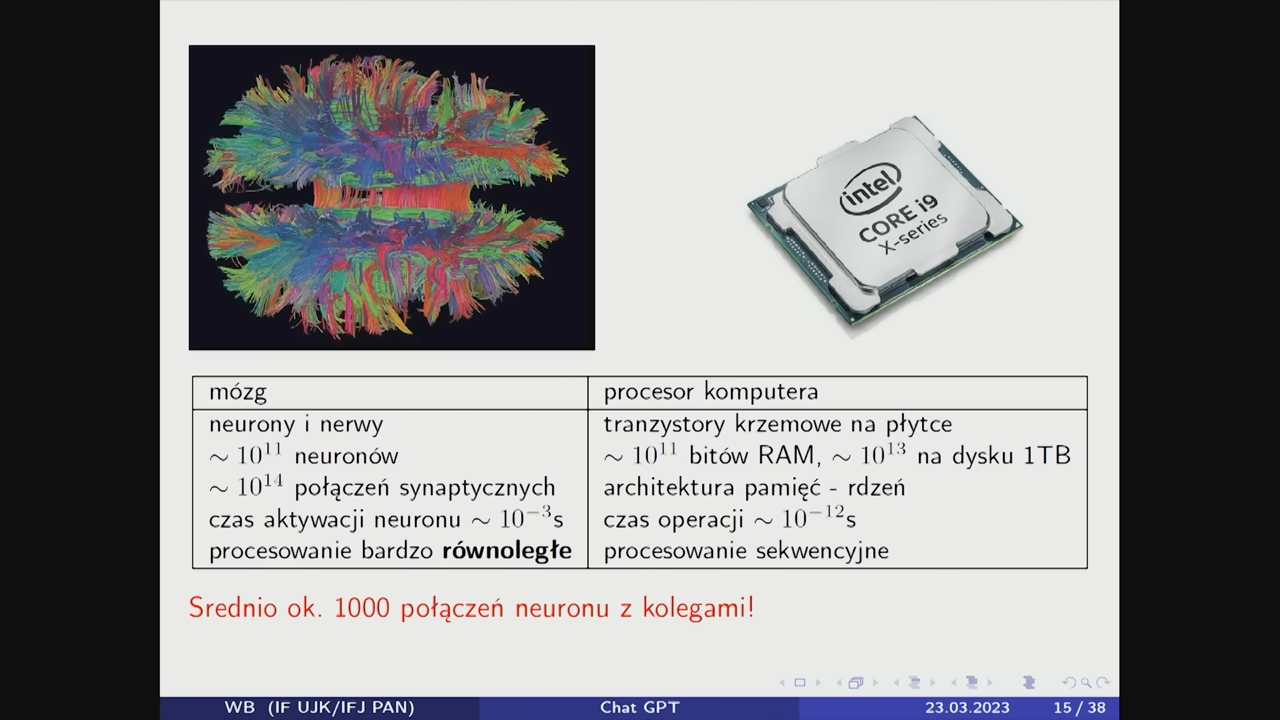 intel
CORE i9
X-series
mózg
procesor komputera
neurony i nerwy
tranzystory krzemowe na płytce
~ 10¹¹ neuronów
~ 10¹¹ bitów RAM, ~ 10¹³ na dysku 1TB
~ 10¹⁴ połączeń synaptycznych
architektura pamięć - rdzeń
czas aktywacji neuronu ~ 10⁻³s
czas operacji ~ 10⁻¹²s
procesowanie bardzo równoległe
procesowanie sekwencyjne
Srednio ok. 1000 połączeń neuronu z kolegami!
WB (IF UJK/IFJ PAN)
Chat GPT
23.03.2023
15 / 38